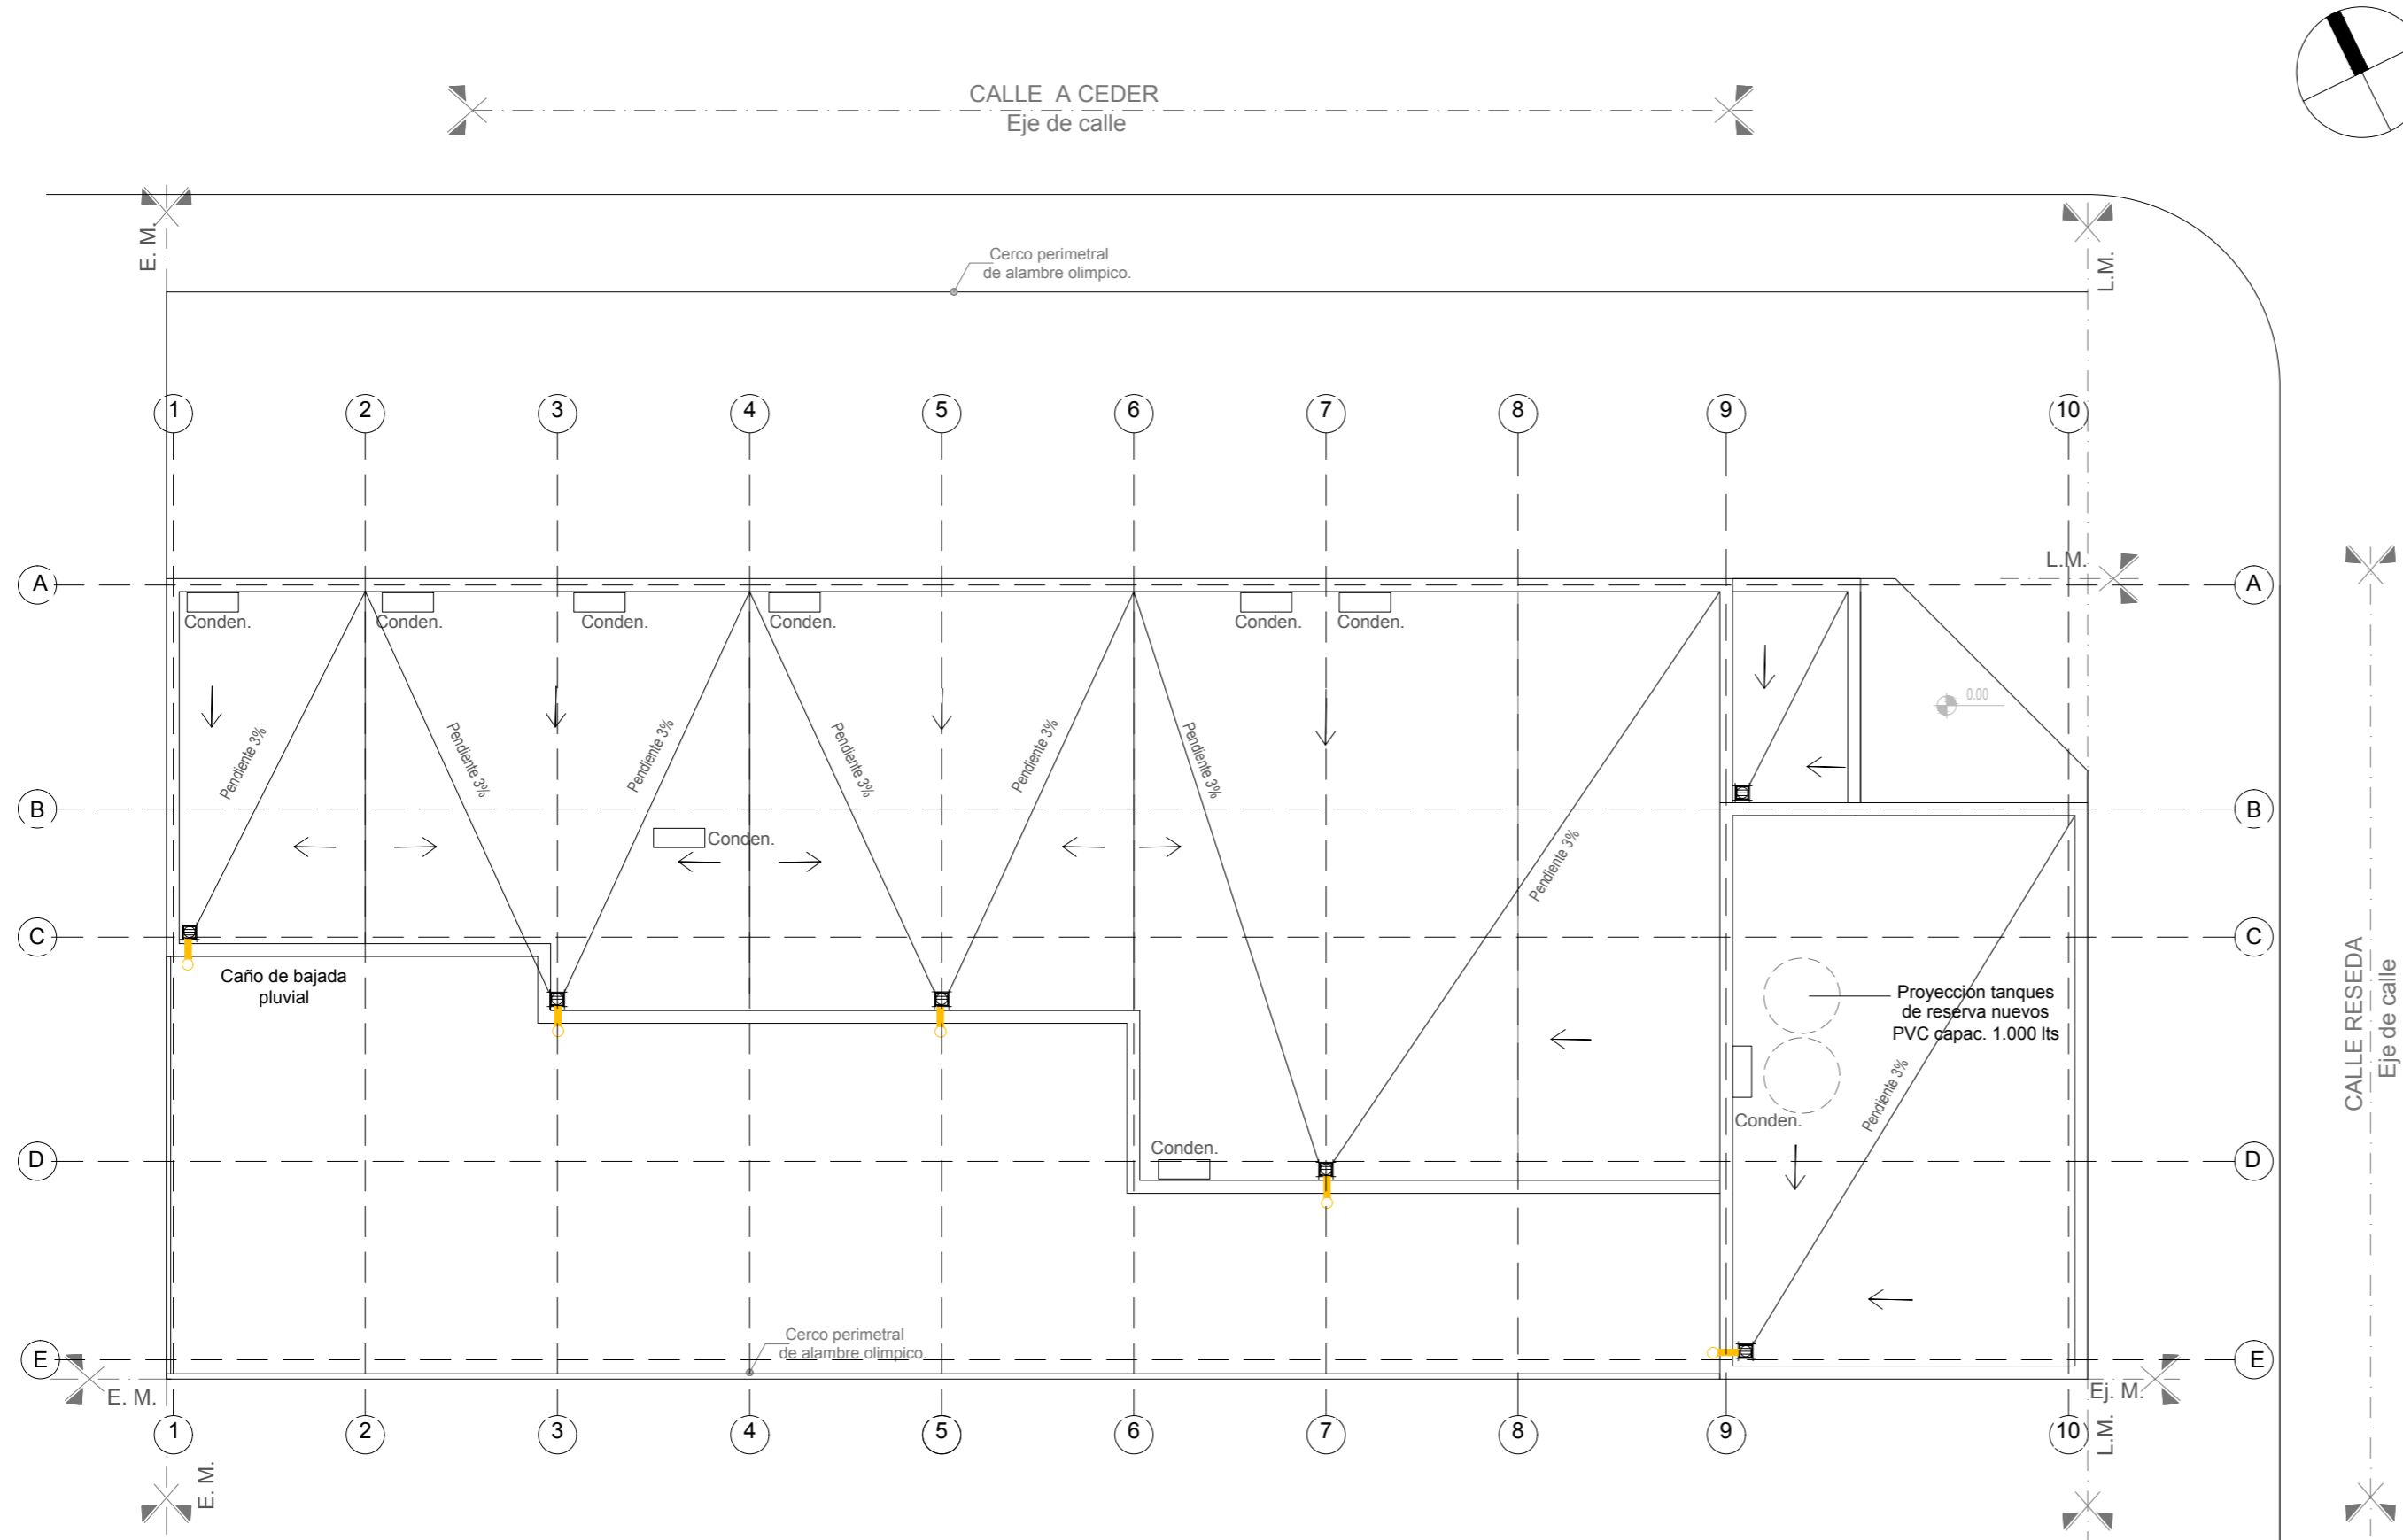 CALLE A CEDER
Eje de calle
E. M.
L.M.
Cerco perimetral
de alambre olimpico.
1
2
3
4
5
6
7
8
9
10
L.M.
A
A
Conden.
Conden.
Conden.
Conden.
Conden.
Conden.
0.00
Pendiente 3%
Pendiente 3%
Pendiente 3%
Pendiente 3%
Pendiente 3%
Pendiente 3%
B
B
Conden.
Pendiente 3%
C
C
Caño de bajada
pluvial
Proyección tanques
de reserva nuevos
PVC capac. 1.000 lts
CALLE RESEDA
Eje de calle
Pendiente 3%
Conden.
Conden.
D
D
Cerco perimetral
de alambre olimpico.
E
E
E. M.
Ej. M.
1
2
3
4
5
6
7
8
9
10
L.M.
E. M.